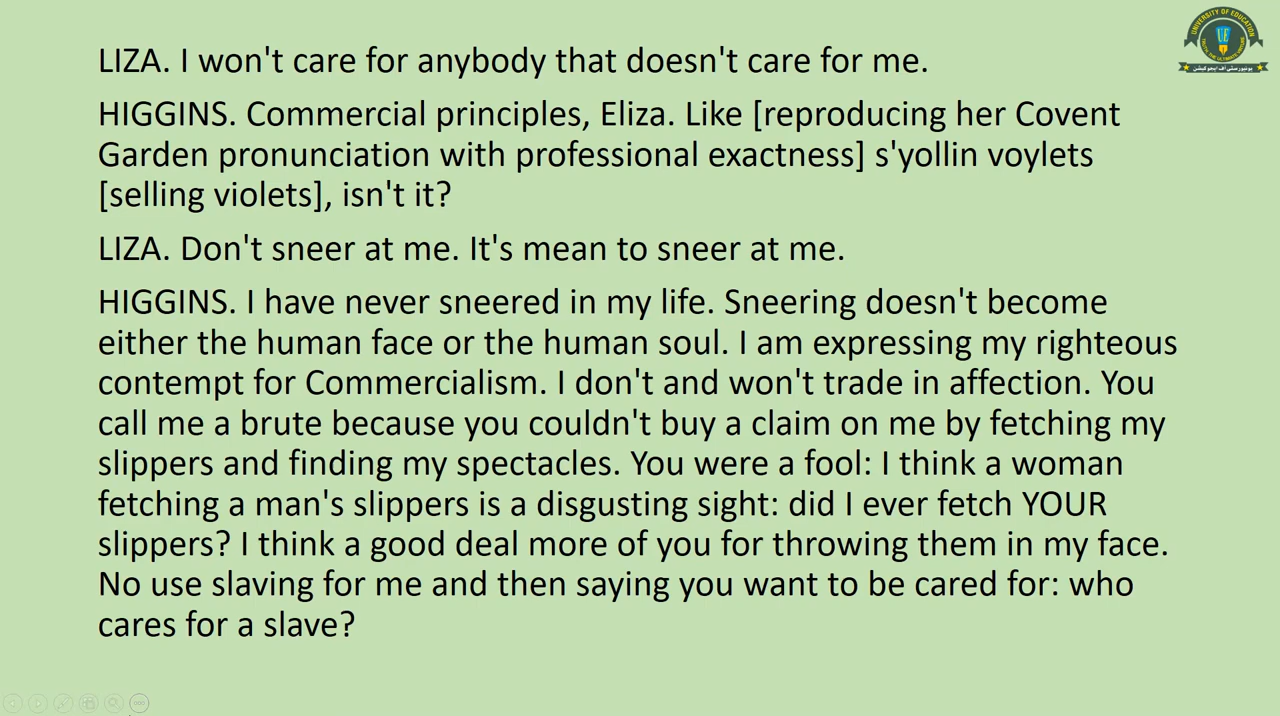 LIZA. I won't care for anybody that doesn't care for me.
HIGGINS. Commercial principles, Eliza. Like [reproducing her Covent
Garden pronunciation with professional exactness] s'yollin voylets
[selling violets], isn't it?
LIZA. Don't sneer at me. It's mean to sneer at me.
HIGGINS. I have never sneered in my life. Sneering doesn't become
either the human face or the human soul. I am expressing my righteous
contempt for Commercialism. I don't and won't trade in affection. You
call me a brute because you couldn't buy a claim on me by fetching my
slippers and finding my spectacles. You were a fool: I think a woman
fetching a man's slippers is a disgusting sight: did I ever fetch YOUR
slippers? I think a good deal more of you for throwing them in my face.
No use slaving for me and then saying you want to be cared for: who
cares for a slave?
UNIVERSITY OF EDUCATION
UE
یونیورسٹی آف ایجوکیشن